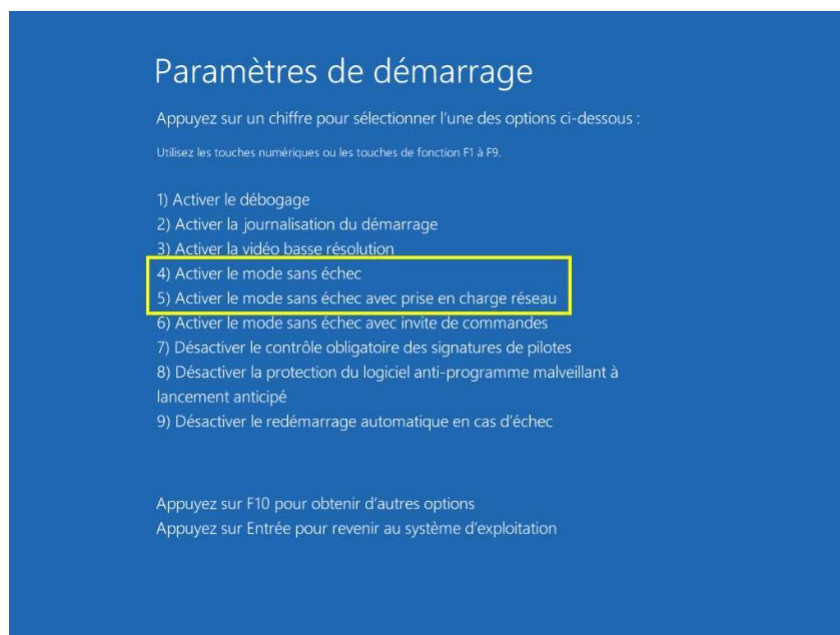 Paramètres de démarrage
Appuyez sur un chiffre pour sélectionner l'une des options ci-dessous :
Utilisez les touches numériques ou les touches de fonction F1 à F9.
1) Activer le débogage
2) Activer la journalisation du démarrage
3) Activer la vidéo basse résolution
4) Activer le mode sans échec
5) Activer le mode sans échec avec prise en charge réseau
6) Activer le mode sans échec avec invite de commandes
7) Désactiver le contrôle obligatoire des signatures de pilotes
8) Désactiver la protection du logiciel anti-programme malveillant à
lancement anticipé
9) Désactiver le redémarrage automatique en cas d'échec
Appuyez sur F10 pour obtenir d'autres options
Appuyez sur Entrée pour revenir au système d'exploitation